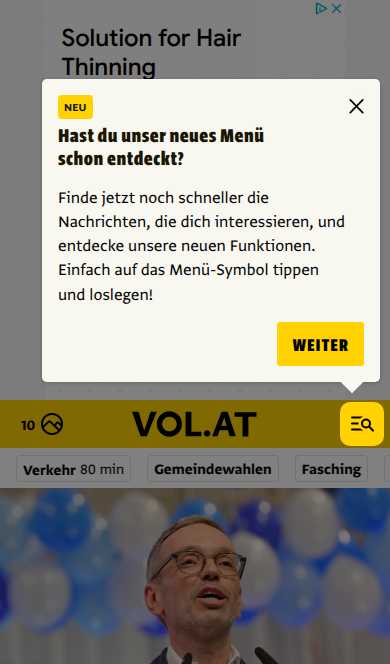 Solution for Hair
Thinning
NEU
Hast du unser neues Menü
schon entdeckt?
Finde jetzt noch schneller die
Nachrichten, die dich interessieren, und
entdecke unsere neuen Funktionen.
Einfach auf das Menü-Symbol tippen
und loslegen!
WEITER
10 VOL.AT
Verkehr 80 min Gemeindewahlen Fasching